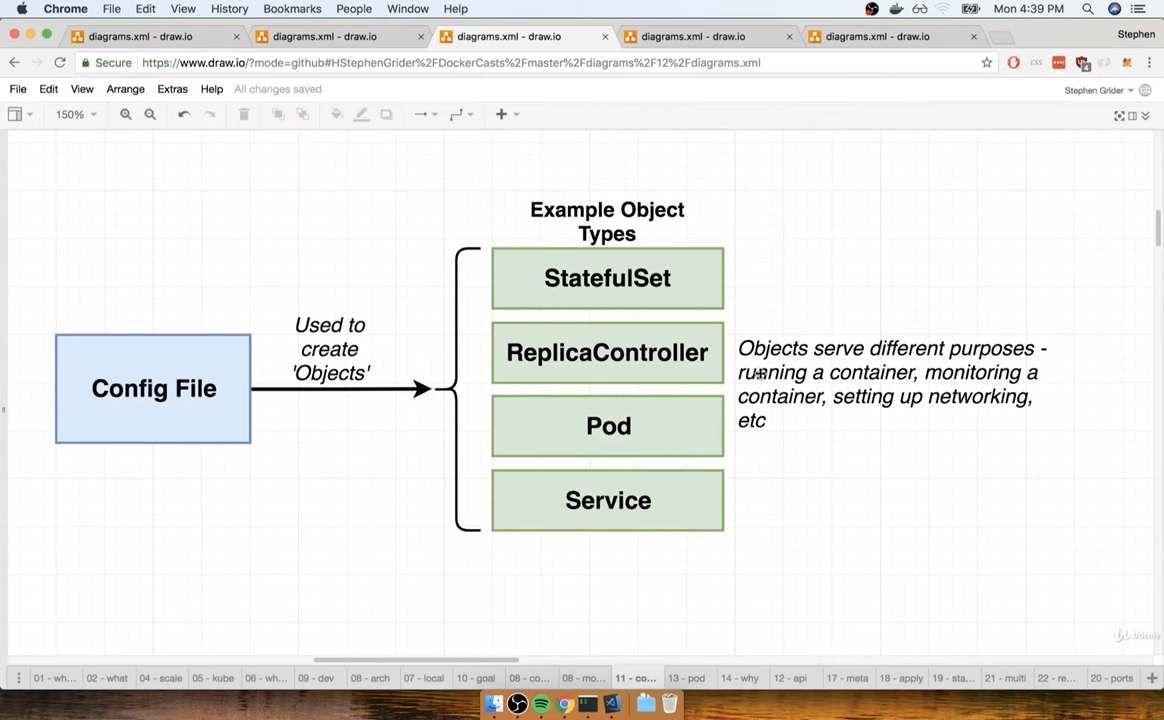 Chrome File Edit View History Bookmarks People Window Help Mon 4:39 PM
diagrams.xml - draw.io diagrams.xml - draw.io diagrams.xml - draw.io diagrams.xml - draw.io diagrams.xml - draw.io Stephen
Secure https://www.draw.io/?mode=github#HStephenGrider%2FDockerCasts%2Fmaster%2Fdiagrams%2F12%2Fdiagrams.xml css 4
File Edit View Arrange Extras Help All changes saved Stephen Grider
150%
Example Object
Types
StatefulSet
ReplicaController
Pod
Service
Used to
create
'Objects'
Config File
Objects serve different purposes -
running a container, monitoring a
container, setting up networking,
etc
Udemy
01 - wh... 02 - what 04 - scale 05 - kube 06 - wh... 09 - dev 08 - arch 07 - local 10 - goal 08 - co... 08 - mo... 11 - co... 13 - pod 14 - why 12 - api 17 - meta 18 - apply 19 - sta... 21 - multi 22 - re... 20 - ports